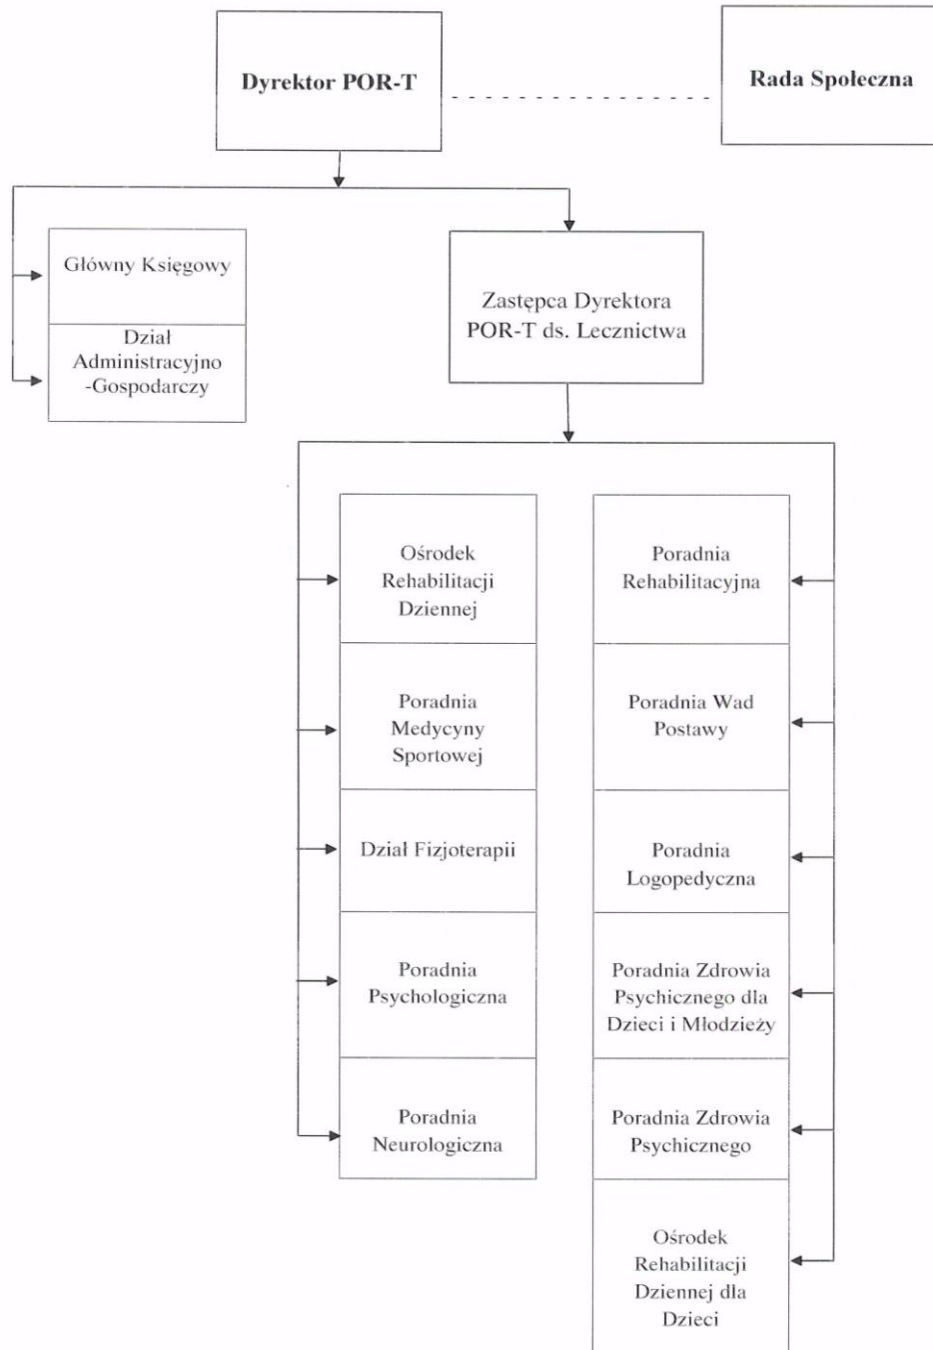 Dyrektor POR-T
Rada Społeczna
Główny Księgowy
Dział
Administracyjno
-Gospodarczy
Zastępca Dyrektora
POR-T ds. Lecznictwa
Ośrodek
Rehabilitacji
Dziennej
Poradnia
Medycyny
Sportowej
Dział Fizjoterapii
Poradnia
Psychologiczna
Poradnia
Neurologiczna
Poradnia
Rehabilitacyjna
Poradnia Wad
Postawy
Poradnia
Logopedyczna
Poradnia Zdrowia
Psychicznego dla
Dzieci i Młodzieży
Poradnia Zdrowia
Psychicznego
Ośrodek
Rehabilitacji
Dziennej dla
Dzieci